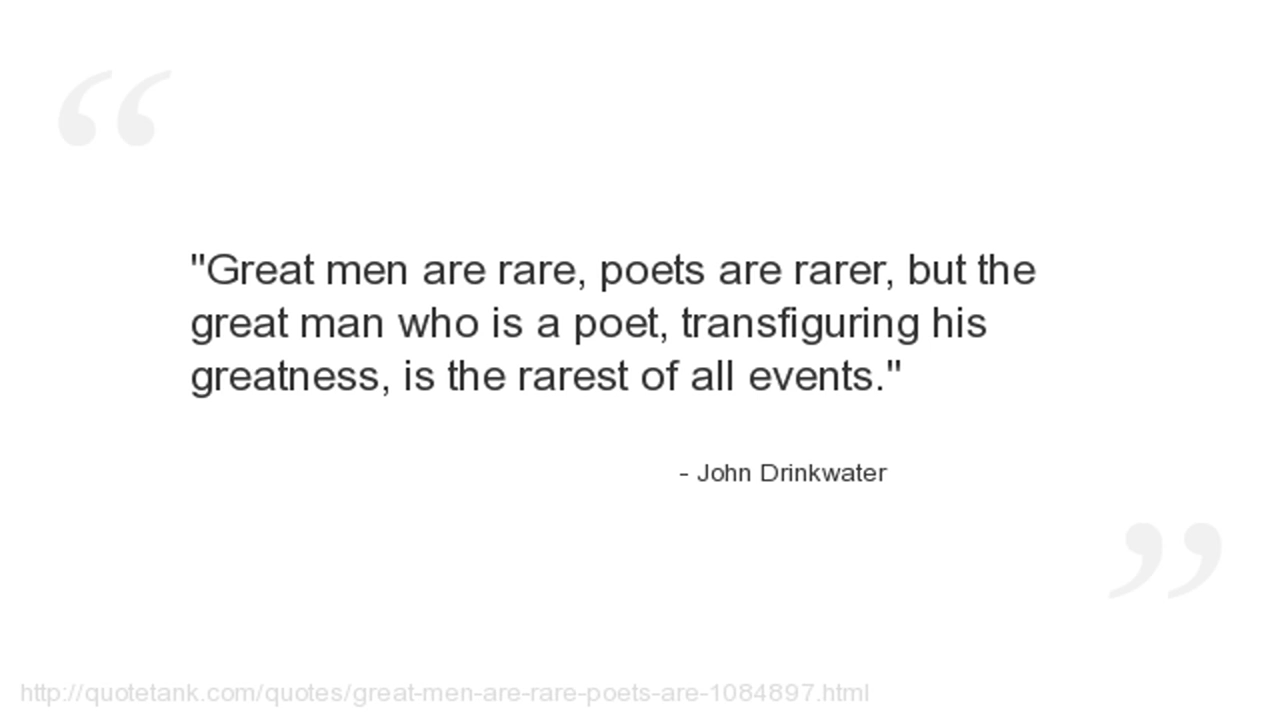 "Great men are rare, poets are rarer, but the
great man who is a poet, transfiguring his
greatness, is the rarest of all events."
- John Drinkwater
http://quotetank.com/quotes/great-men-are-rare-poets-are-1084897.html